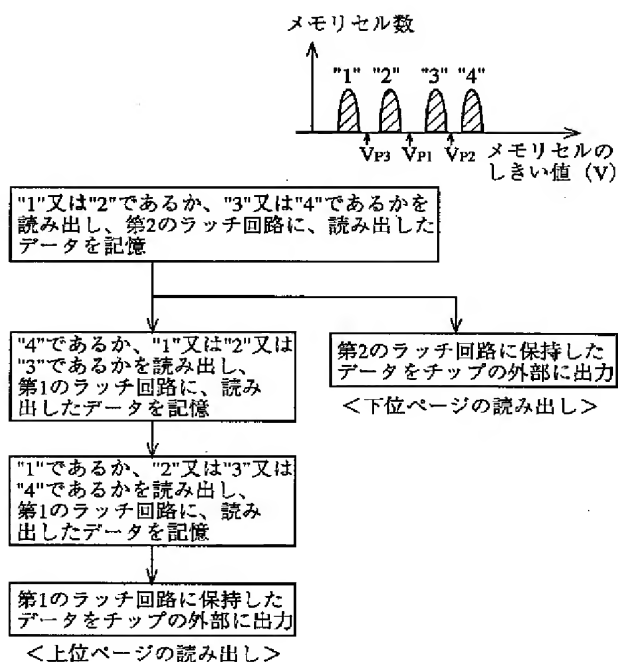 メモリセル数
"1" "2" "3" "4"
VP3 VP1 VP2
メモリセルの
しきい値 (V)
"1"又は"2"であるか、"3"又は"4"であるかを
読み出し、第2のラッチ回路に、読み出した
データを記憶
"4"であるか、"1"又は"2"又は
"3"であるかを読み出し、
第1のラッチ回路に、読み
出したデータを記憶
第2のラッチ回路に保持した
データをチップの外部に出力
＜下位ページの読み出し＞
"1"であるか、"2"又は"3"又は
"4"であるかを読み出し、
第1のラッチ回路に、読み
出したデータを記憶
第1のラッチ回路に保持した
データをチップの外部に出力
＜上位ページの読み出し＞